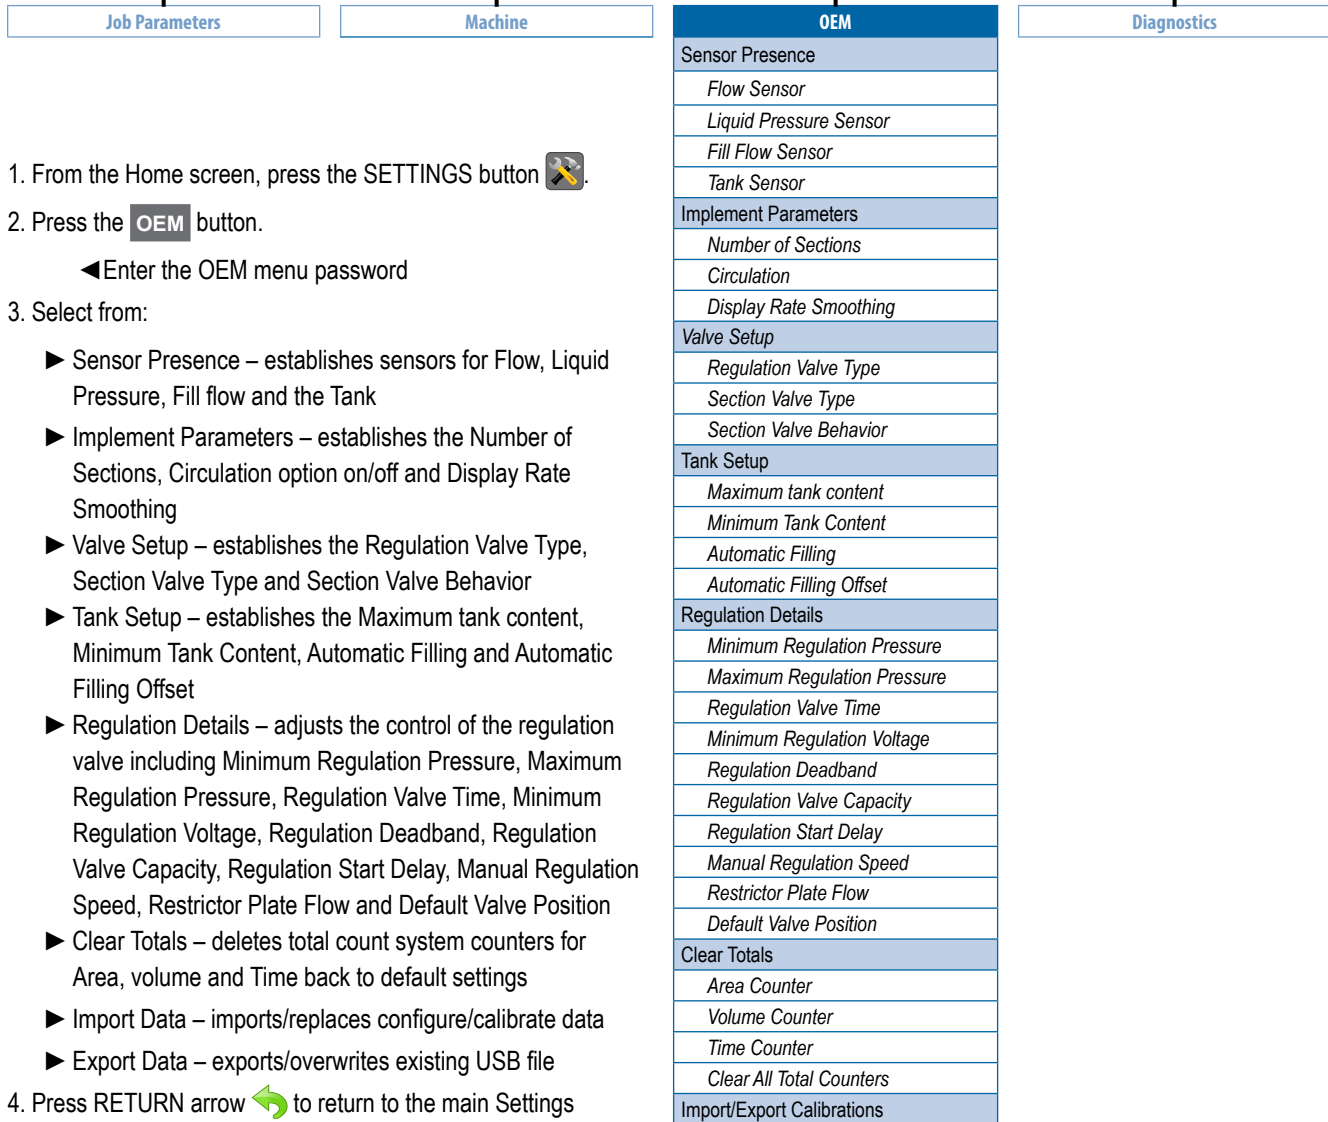 Job Parameters
Machine
OEM
Diagnostics
1. From the Home screen, press the SETTINGS button .
2. Press the OEM button.
◄Enter the OEM menu password
3. Select from:
►Sensor Presence – establishes sensors for Flow, Liquid
Pressure, Fill flow and the Tank
►Implement Parameters – establishes the Number of
Sections, Circulation option on/off and Display Rate
Smoothing
►Valve Setup – establishes the Regulation Valve Type,
Section Valve Type and Section Valve Behavior
►Tank Setup – establishes the Maximum tank content,
Minimum Tank Content, Automatic Filling and Automatic
Filling Offset
►Regulation Details – adjusts the control of the regulation
valve including Minimum Regulation Pressure, Maximum
Regulation Pressure, Regulation Valve Time, Minimum
Regulation Voltage, Regulation Deadband, Regulation
Valve Capacity, Regulation Start Delay, Manual Regulation
Speed, Restrictor Plate Flow and Default Valve Position
►Clear Totals – deletes total count system counters for
Area, volume and Time back to default settings
►Import Data – imports/replaces configure/calibrate data
►Export Data – exports/overwrites existing USB file
4. Press RETURN arrow to return to the main Settings
Sensor Presence
Flow Sensor
Liquid Pressure Sensor
Fill Flow Sensor
Tank Sensor
Implement Parameters
Number of Sections
Circulation
Display Rate Smoothing
Valve Setup
Regulation Valve Type
Section Valve Type
Section Valve Behavior
Tank Setup
Maximum tank content
Minimum Tank Content
Automatic Filling
Automatic Filling Offset
Regulation Details
Minimum Regulation Pressure
Maximum Regulation Pressure
Regulation Valve Time
Minimum Regulation Voltage
Regulation Deadband
Regulation Valve Capacity
Regulation Start Delay
Manual Regulation Speed
Restrictor Plate Flow
Default Valve Position
Clear Totals
Area Counter
Volume Counter
Time Counter
Clear All Total Counters
Import/Export Calibrations